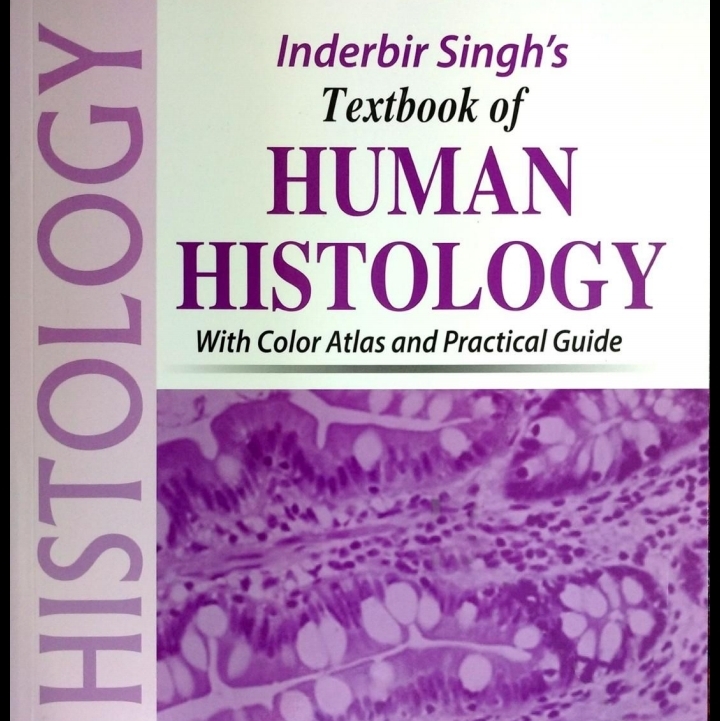 HISTOLOGY
Inderbir Singh's
Textbook of
HUMAN
HISTOLOGY
With Color Atlas and Practical Guide